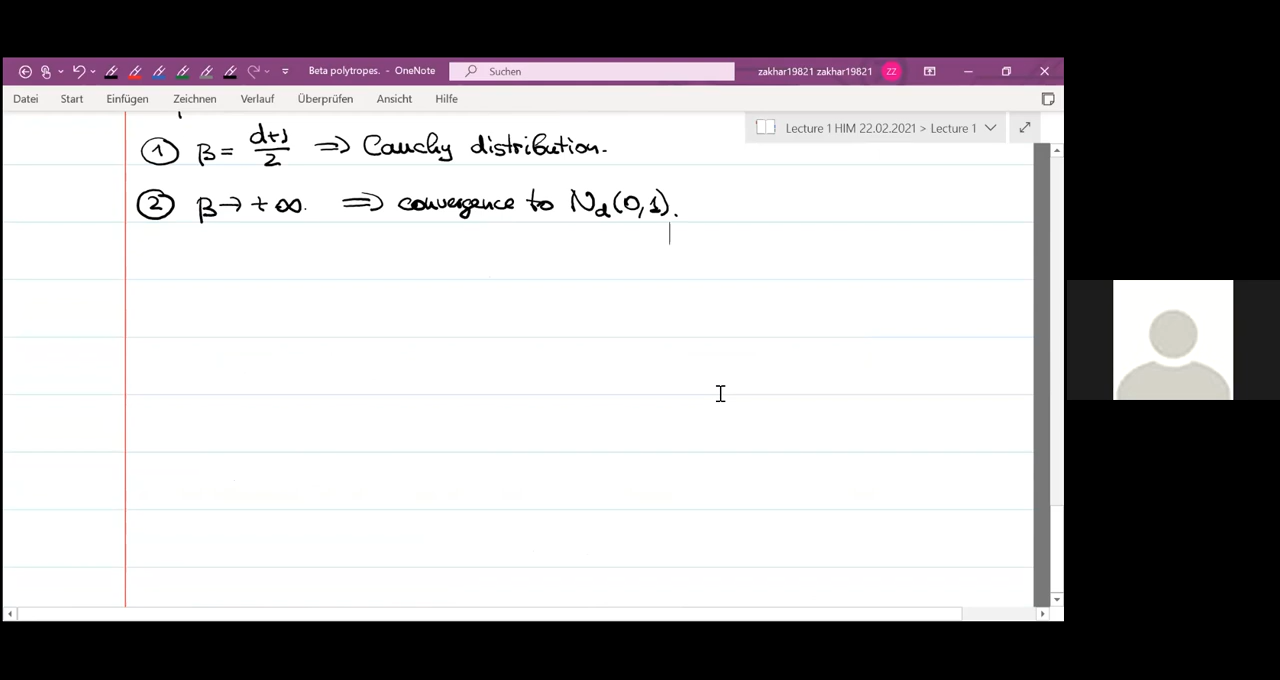 Beta polytropes. - OneNote
Suchen
zakhar19821 zakhar19821
ZZ
Datei Start Einfügen Zeichnen Verlauf Überprüfen Ansicht Hilfe
Lecture 1 HIM 22.02.2021 > Lecture 1
① β = d+1/2 ⇒ Cauchy distribution.
② β → +∞. ⇒ convergence to N_d(0,1).